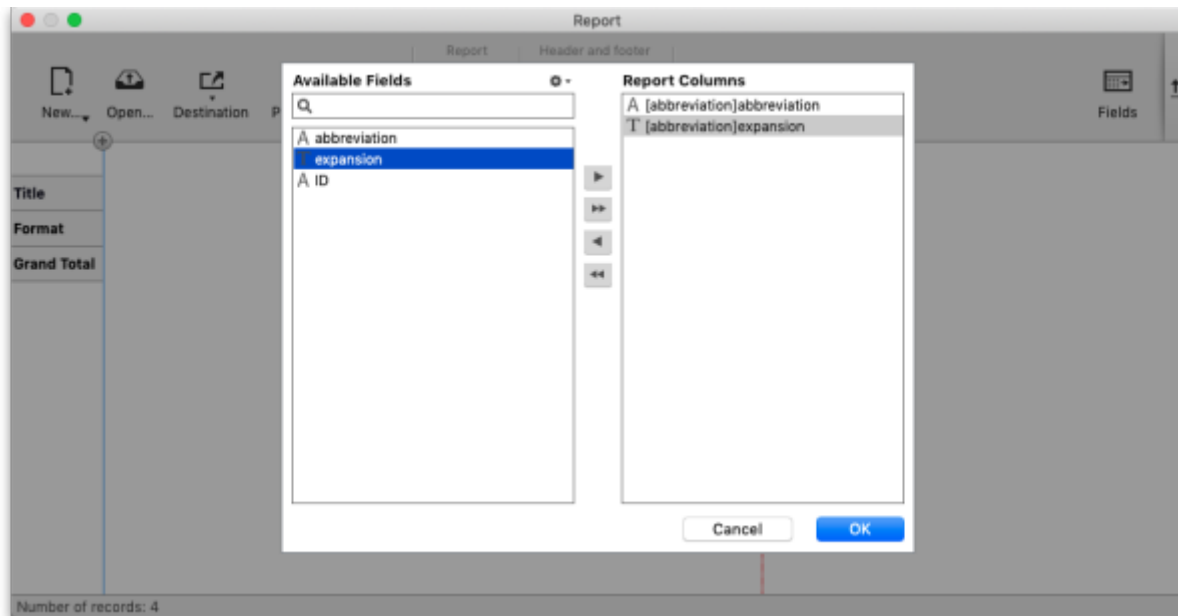 Report
Report Header and footer
New... Open... Destination P
Fields
Available Fields
Report Columns
A abbreviation
T expansion
A ID
A [abbreviation]abbreviation
T [abbreviation]expansion
Title
Format
Grand Total
Cancel OK
Number of records: 4